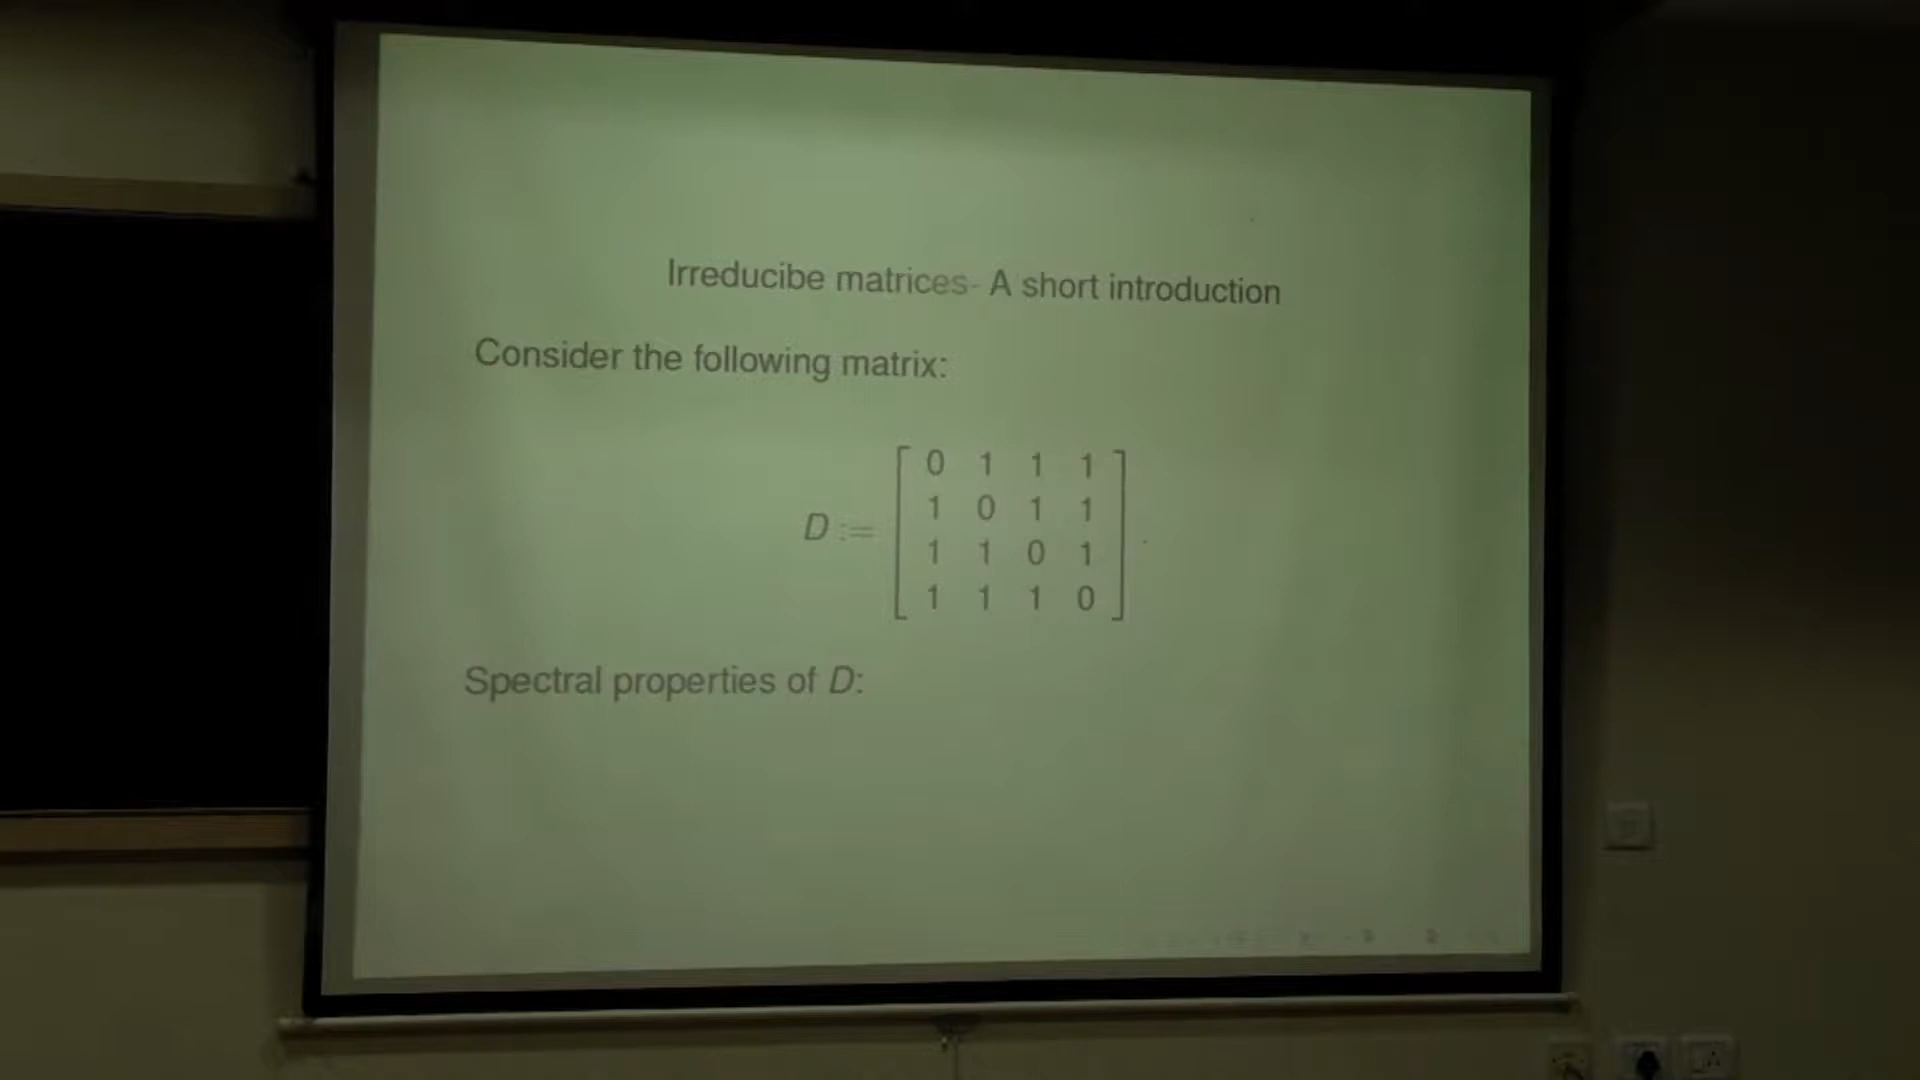 Irreducibe matrices- A short introduction
Consider the following matrix:
D := [ 0 1 1 1
1 0 1 1
1 1 0 1
1 1 1 0 ] .
Spectral properties of D: